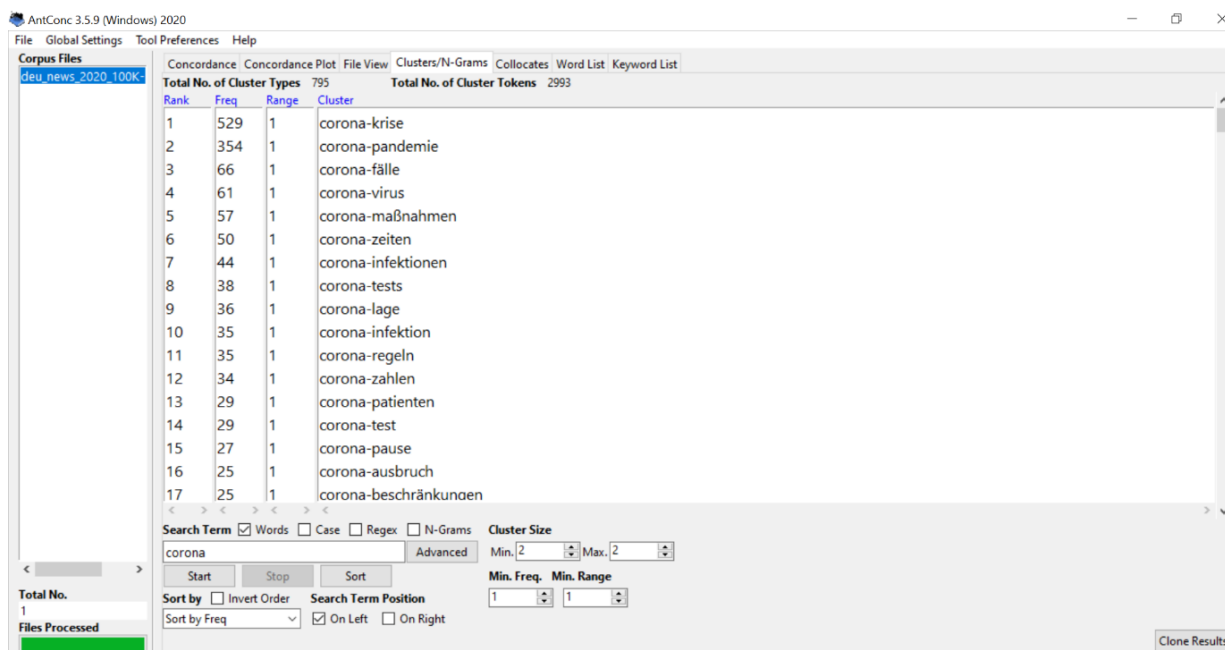 AntConc 3.5.9 (Windows) 2020
File Global Settings Tool Preferences Help
Corpus Files
deu_news_2020_100K-
Concordance Concordance Plot File View Clusters/N-Grams Collocates Word List Keyword List
Total No. of Cluster Types 795 Total No. of Cluster Tokens 2993
Rank Freq Range Cluster
1 529 1 corona-krise
2 354 1 corona-pandemie
3 66 1 corona-fälle
4 61 1 corona-virus
5 57 1 corona-maßnahmen
6 50 1 corona-zeiten
7 44 1 corona-infektionen
8 38 1 corona-tests
9 36 1 corona-lage
10 35 1 corona-infektion
11 35 1 corona-regeln
12 34 1 corona-zahlen
13 29 1 corona-patienten
14 29 1 corona-test
15 27 1 corona-pause
16 25 1 corona-ausbruch
17 25 1 corona-beschränkungen
Search Term Words Case Regex N-Grams Cluster Size
corona Advanced Min. 2 Max. 2
Start Stop Sort Min. Freq. Min. Range
Total No.
1
Sort by Invert Order Search Term Position 1 1
Sort by Freq On Left On Right
Files Processed
Clone Results